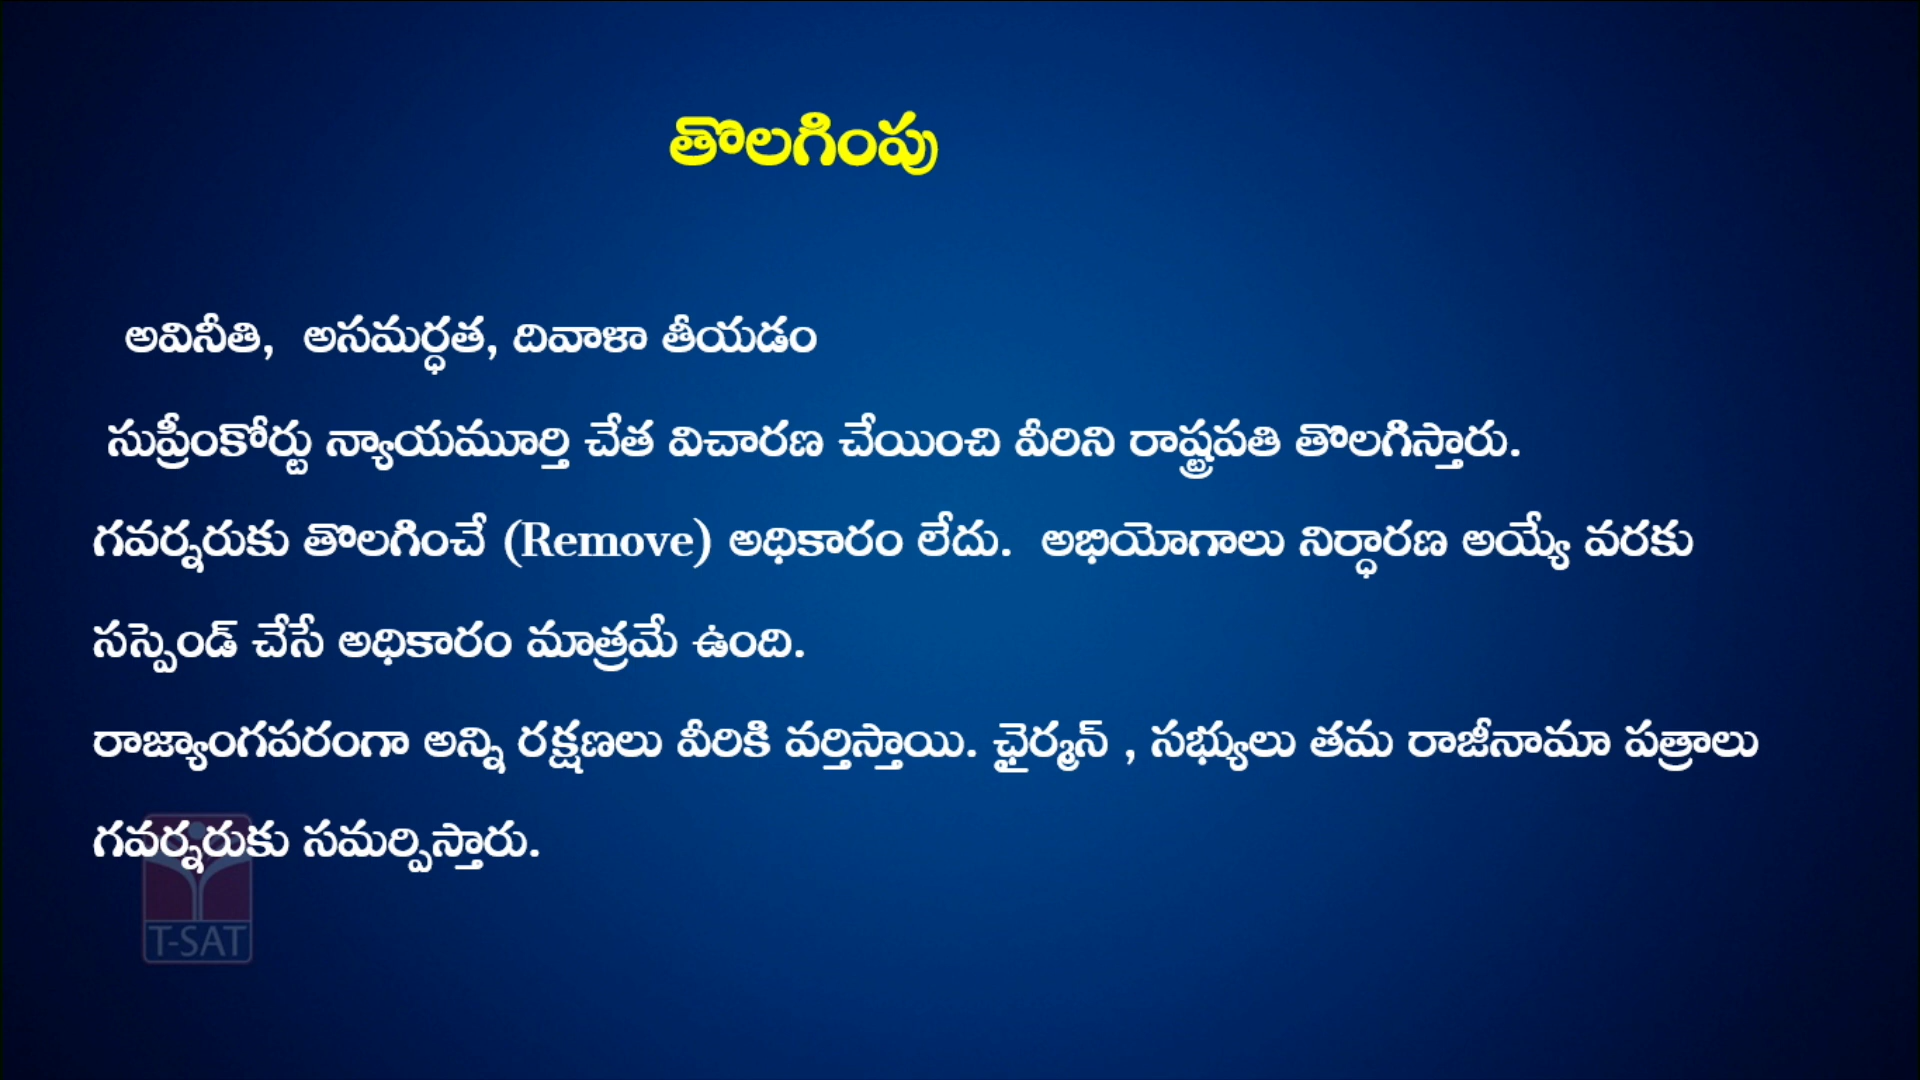 తొలగింపు
అవినీతి, అసమర్ధత, దివాళా తీయడం
సుప్రీంకోర్టు న్యాయమూర్తి చేత విచారణ చేయించి వీరిని రాష్ట్రపతి తొలగిస్తారు.
గవర్నరుకు తొలగించే (Remove) అధికారం లేదు. అభియోగాలు నిర్ధారణ అయ్యే వరకు
సస్పెండ్ చేసే అధికారం మాత్రమే ఉంది.
రాజ్యాంగపరంగా అన్ని రక్షణలు వీరికి వర్తిస్తాయి. ఛైర్మన్ , సభ్యులు తమ రాజీనామా పత్రాలు
గవర్నరుకు సమర్పిస్తారు.
T-SAT